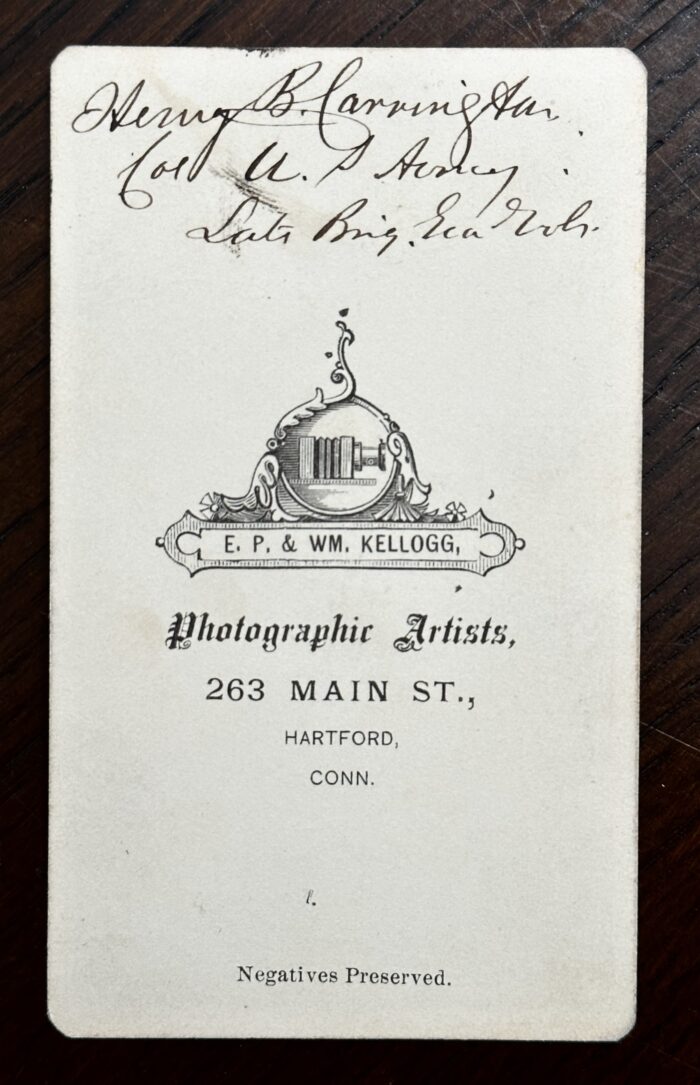 Henry B. Carrington
Col U. S Army
Late Brig. Gen Vols.
E. P. & WM. KELLOGG,
Photographic Artists,
263 MAIN ST.,
HARTFORD,
CONN.
Negatives Preserved.